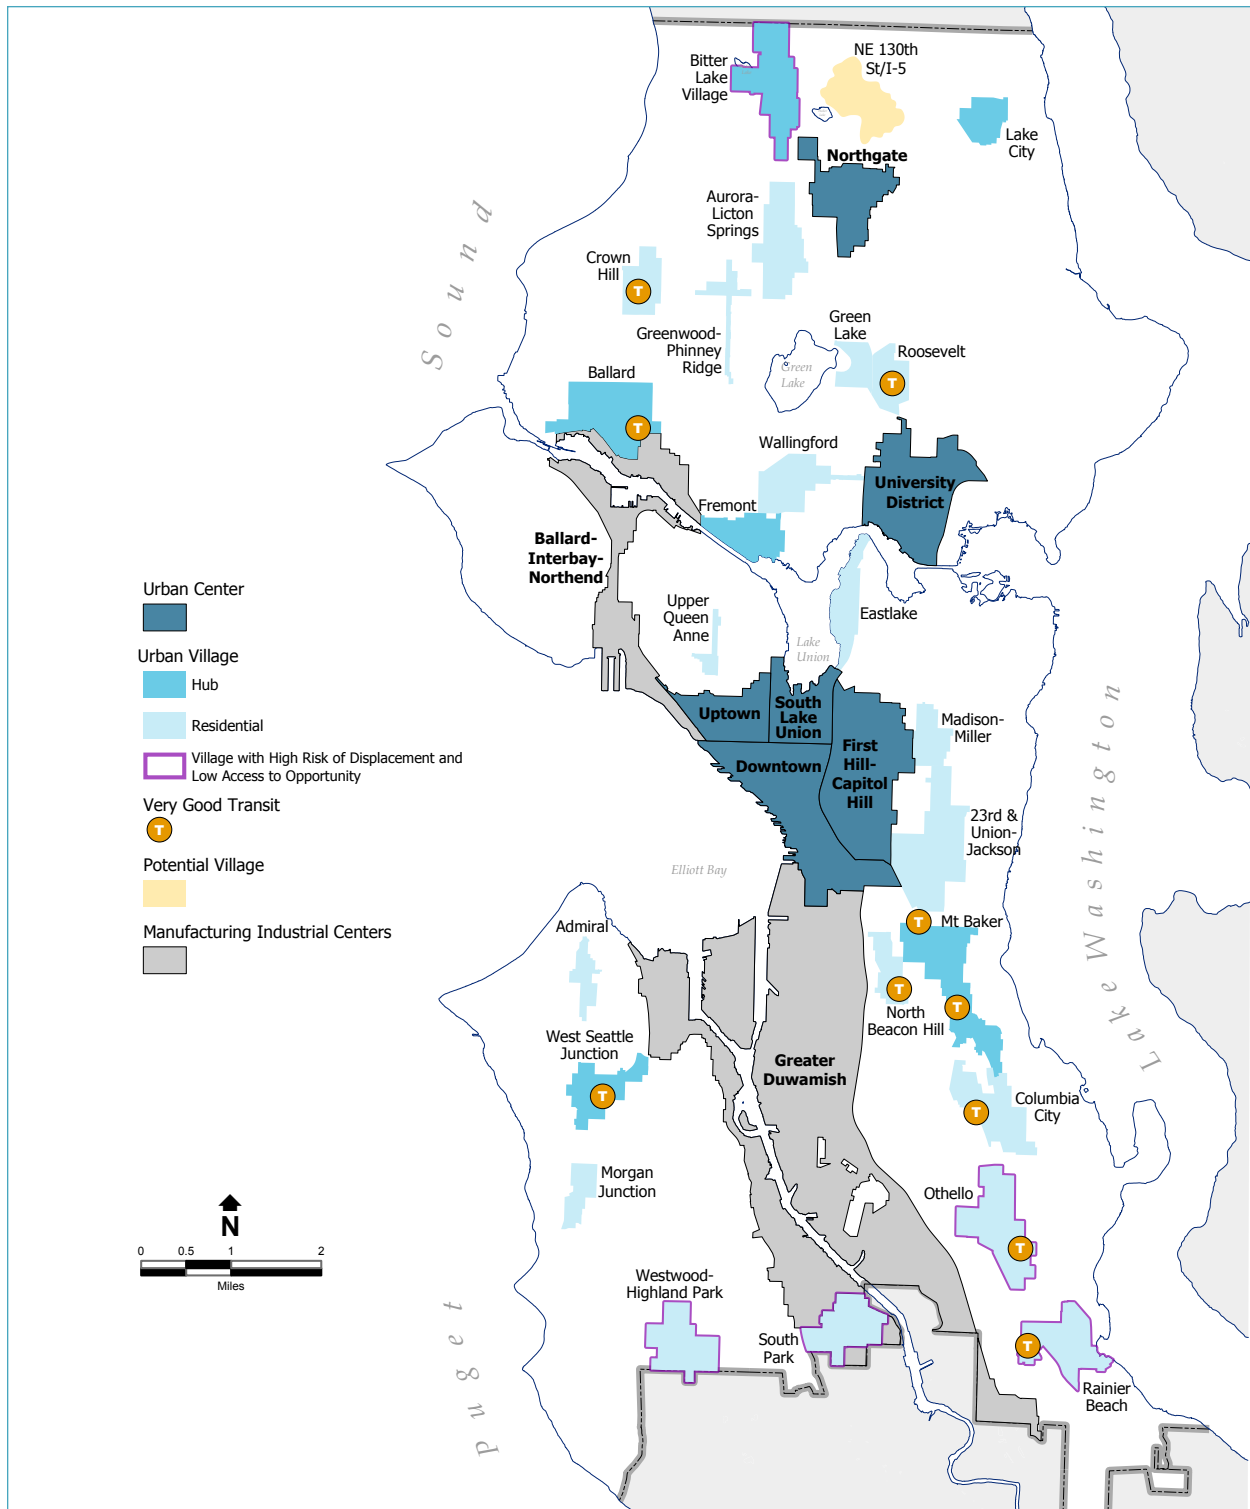 Bitter
Lake
Village
NE 130th
St/I-5
Lake
City
Northgate
Aurora-
Licton
Springs
Crown
Hill
T
Greenwood-
Phinney
Ridge
Green
Lake
Roosevelt
T
Green
Lake
Ballard
T
Wallingford
University
District
Fremont
Ballard-
Interbay-
Northend
Upper
Queen
Anne
Eastlake
Lake
Union
Uptown
South
Lake
Union
Downtown
First
Hill-
Capitol
Hill
Madison-
Miller
23rd &
Union-
Jackson
Elliott Bay
Puget Sound
Lake Washington
Urban Center
Urban Village
Hub
Residential
Village with High Risk of Displacement and
Low Access to Opportunity
Very Good Transit
T
Potential Village
Manufacturing Industrial Centers
Admiral
T
Mt Baker
T
North
Beacon Hill
T
West Seattle
Junction
T
Greater
Duwamish
Columbia
City
T
Morgan
Junction
Othello
T
Westwood-
Highland Park
South
Park
T
Rainier
Beach
N
0 0.5 1 2
Miles